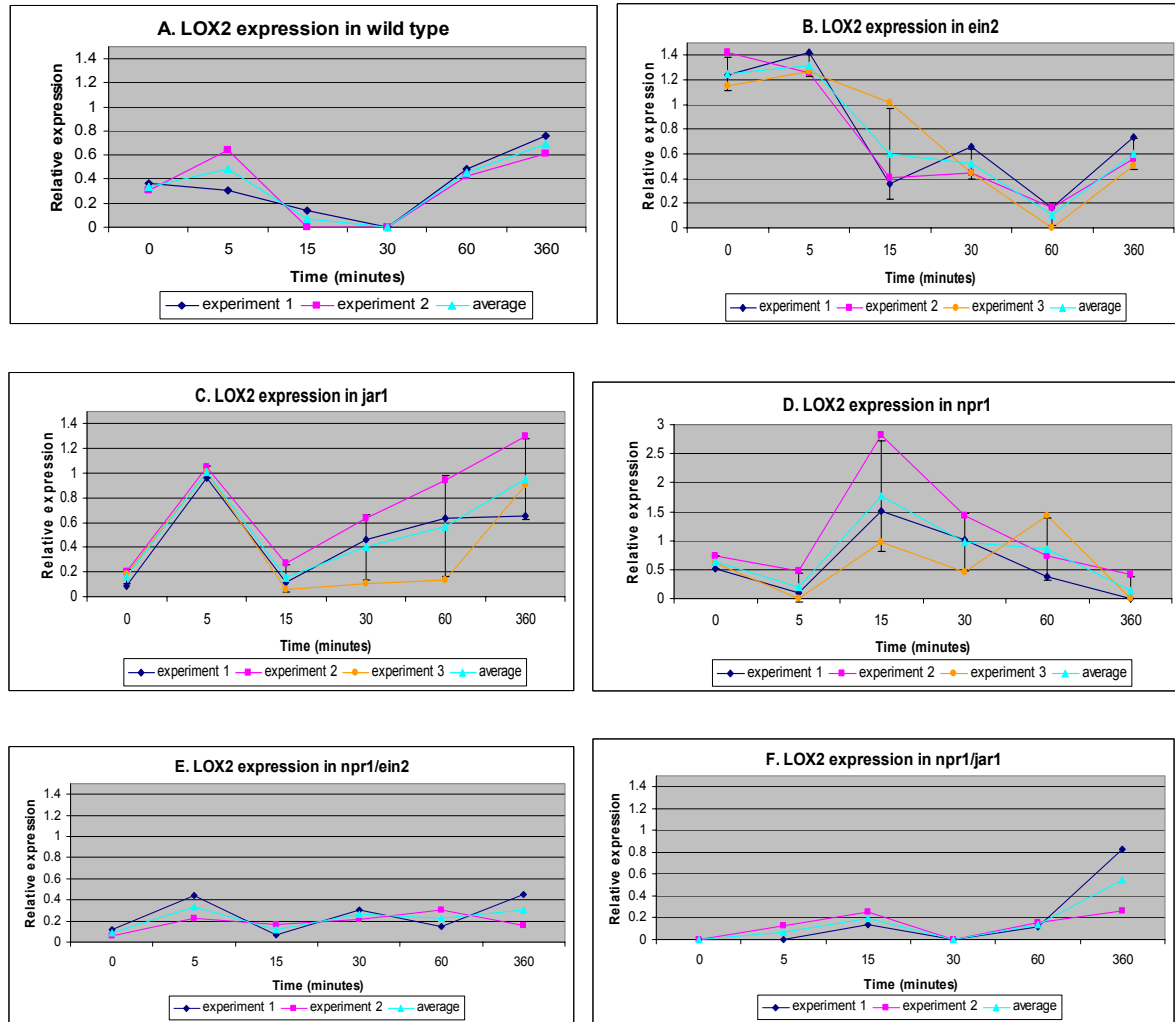 A. LOX2 expression in wild type
Relative expression
1.4
1.2
1
0.8
0.6
0.4
0.2
0
0 5 15 30 60 360
Time (minutes)
experiment 1 experiment 2 average
B. LOX2 expression in ein2
Relative expression
1.4
1.2
1
0.8
0.6
0.4
0.2
0
0 5 15 30 60 360
Time (minutes)
experiment 1 experiment 2 experiment 3 average
C. LOX2 expression in jar1
Relative expression
1.4
1.2
1
0.8
0.6
0.4
0.2
0
0 5 15 30 60 360
Time (minutes)
experiment 1 experiment 2 experiment 3 average
D. LOX2 expression in npr1
Relative expression
3
2.5
2
1.5
1
0.5
0
0 5 15 30 60 360
Time (minutes)
experiment 1 experiment 2 experiment 3 average
E. LOX2 expression in npr1/ein2
Relative expression
1.4
1.2
1
0.8
0.6
0.4
0.2
0
0 5 15 30 60 360
Time (minutes)
experiment 1 experiment 2 average
F. LOX2 expression in npr1/jar1
Relative expression
1.4
1.2
1
0.8
0.6
0.4
0.2
0
0 5 15 30 60 360
Time (minutes)
experiment 1 experiment 2 average